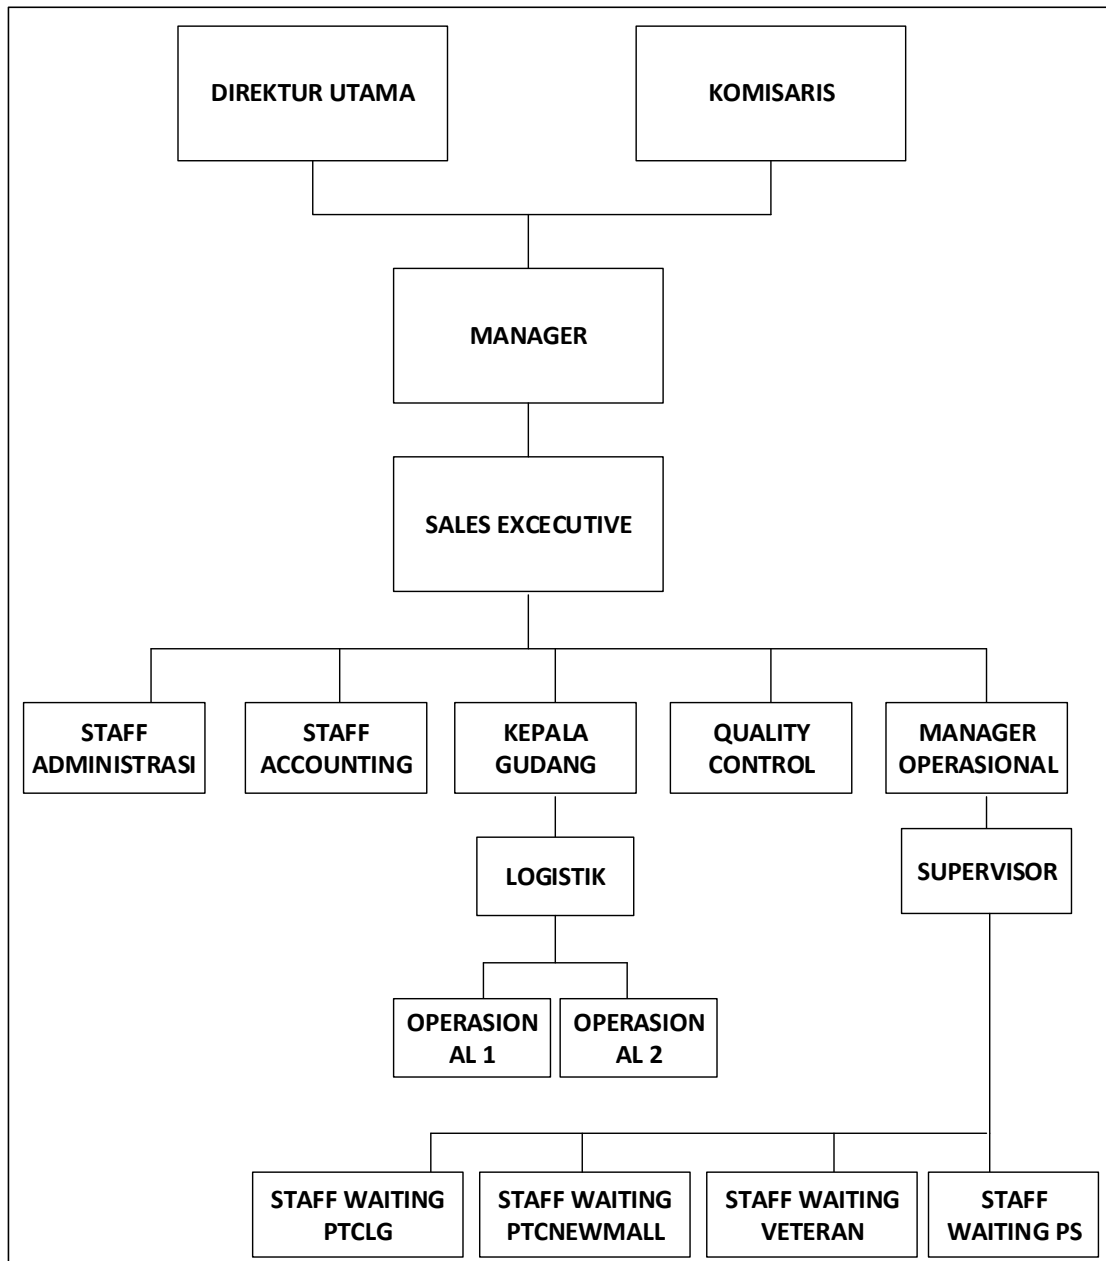 DIREKTUR UTAMA
KOMISARIS
MANAGER
SALES EXCECUTIVE
STAFF
ADMINISTRASI
STAFF
ACCOUNTING
KEPALA
GUDANG
QUALITY
CONTROL
MANAGER
OPERASIONAL
LOGISTIK
SUPERVISOR
OPERASION
AL 1
OPERASION
AL 2
STAFF WAITING
PTCLG
STAFF WAITING
PTCNEWMALL
STAFF WAITING
VETERAN
STAFF
WAITING PS